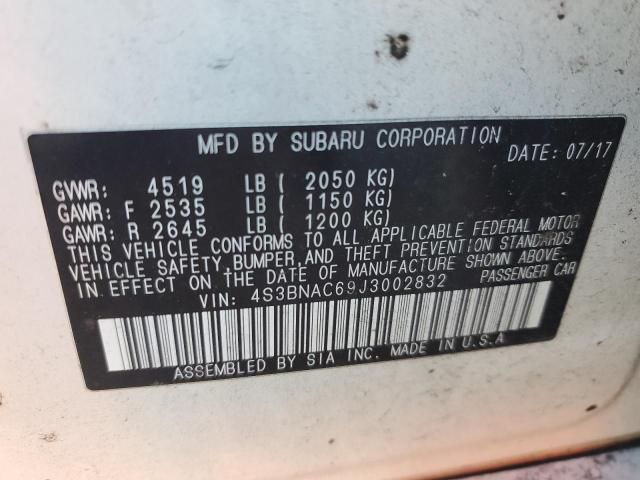 MFD BY SUBARU CORPORATION
DATE: 07/17
GVWR: 4519 LB ( 2050 KG)
GAWR: F 2535 LB ( 1150 KG)
GAWR: R 2645 LB ( 1200 KG)
THIS VEHICLE CONFORMS TO ALL APPLICABLE FEDERAL MOTOR
VEHICLE SAFETY, BUMPER, AND THEFT PREVENTION STANDARDS
IN EFFECT ON THE DATE OF MANUFACTURE SHOWN ABOVE.
VIN: 4S3BNAC69J3002832 PASSENGER CAR
ASSEMBLED BY SIA INC. MADE IN U.S.A